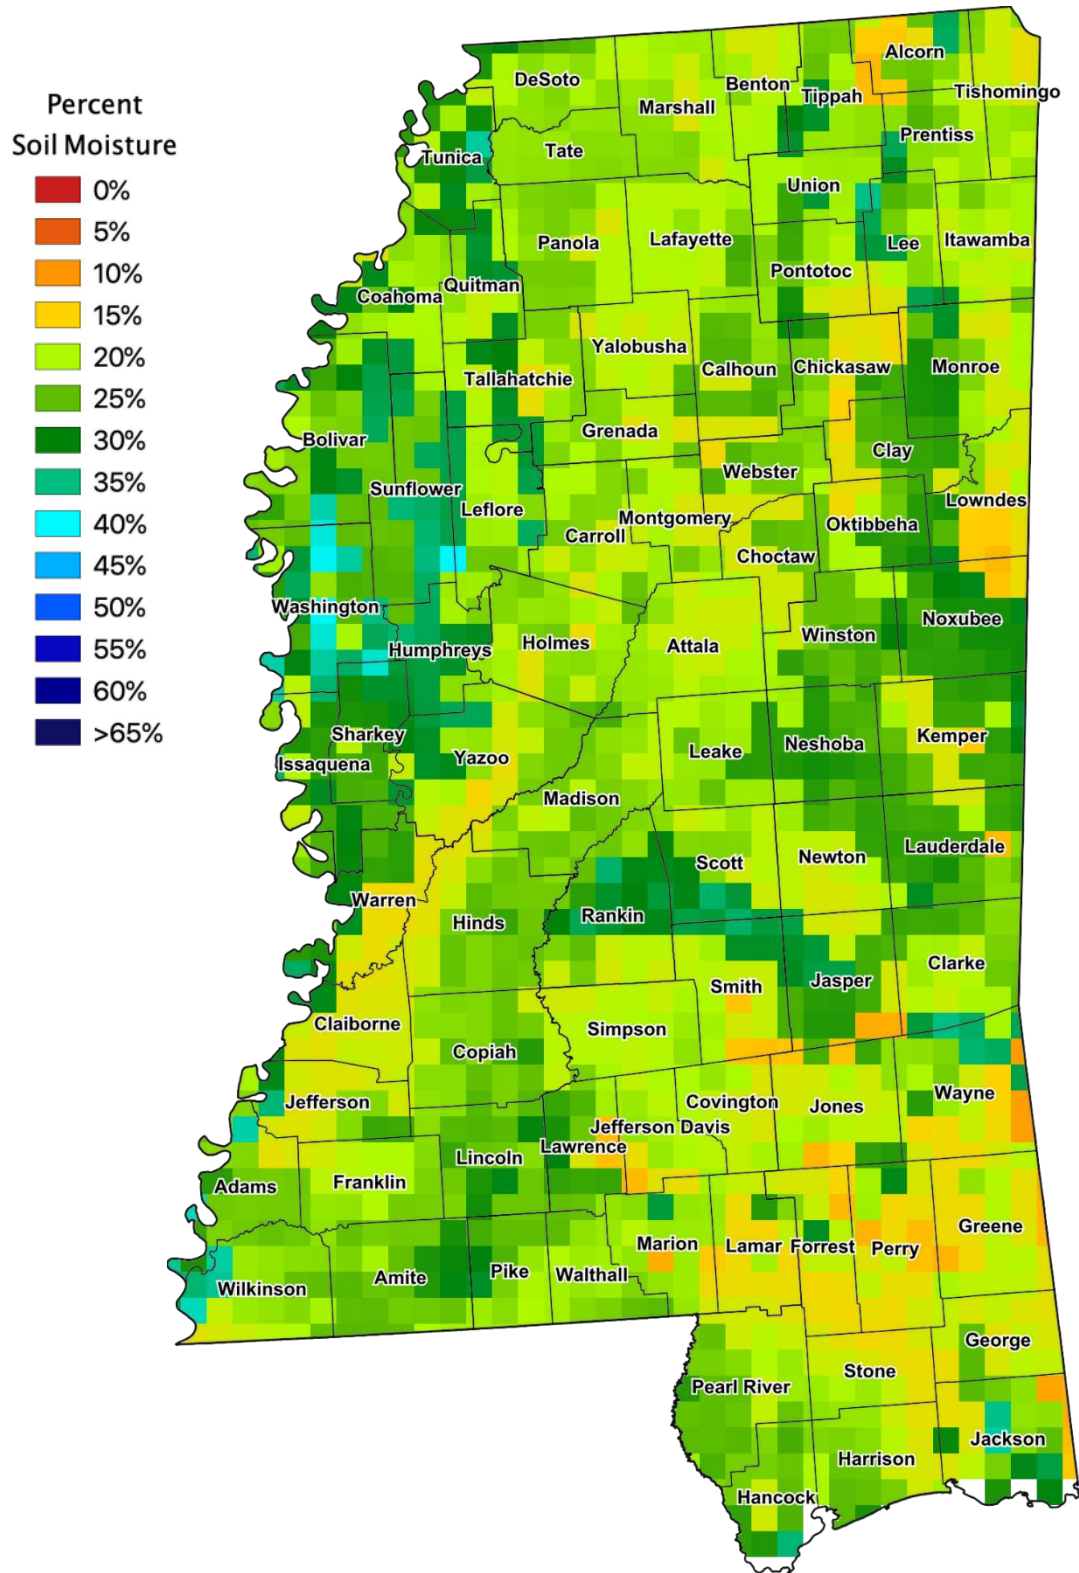 Percent
Soil Moisture
0%
5%
10%
15%
20%
25%
30%
35%
40%
45%
50%
55%
60%
>65%
Alcorn
DeSoto
Benton
Tippah
Tishomingo
Marshall
Prentiss
Tunica
Tate
Union
Panola
Lafayette
Lee
Itawamba
Pontotoc
Quitman
Coahoma
Yalobusha
Tallahatchie
Calhoun
Chickasaw
Monroe
Bolivar
Grenada
Clay
Webster
Sunflower
Leflore
Montgomery
Oktibbeha
Lowndes
Carroll
Choctaw
Washington
Humphreys
Holmes
Attala
Winston
Noxubee
Sharkey
Issaquena
Yazoo
Leake
Neshoba
Kemper
Madison
Scott
Newton
Lauderdale
Warren
Hinds
Rankin
Smith
Jasper
Clarke
Claiborne
Simpson
Copiah
Jefferson
Covington
Jones
Wayne
Jefferson Davis
Lawrence
Lincoln
Adams
Franklin
Marion
Lamar
Forrest
Perry
Greene
Wilkinson
Amite
Pike
Walthall
George
Stone
Pearl River
Jackson
Harrison
Hancock